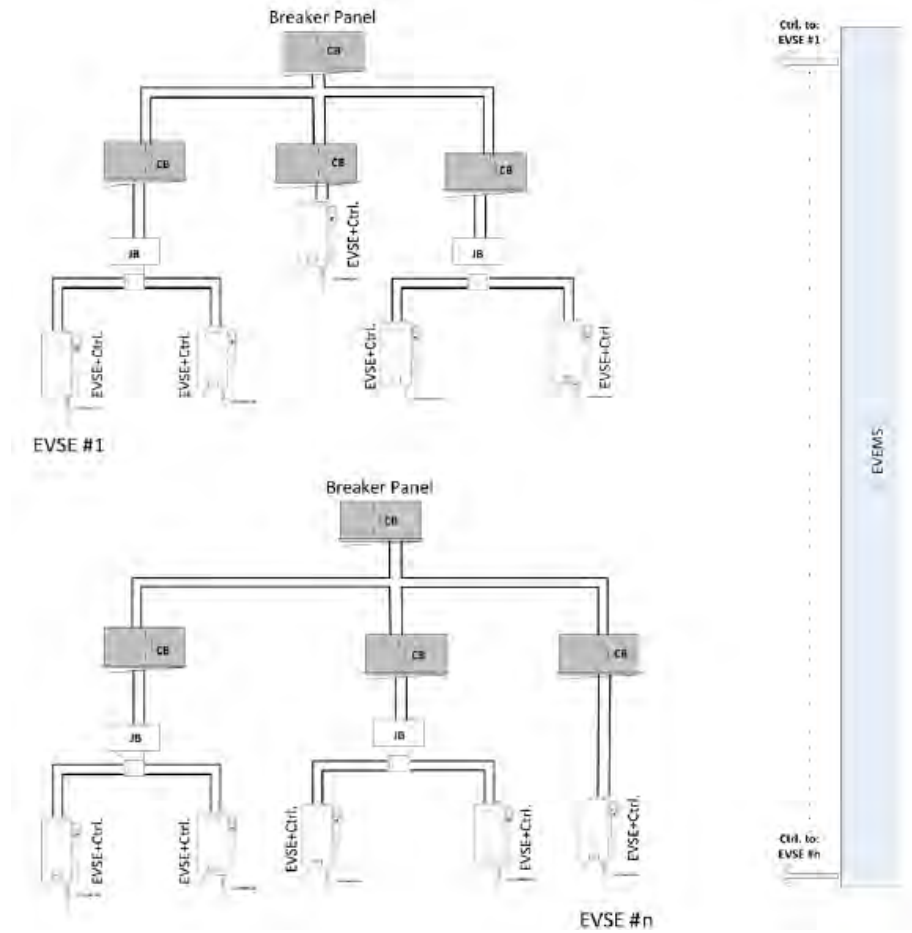 Breaker Panel
CB
CB
CB
CB
EVSE+Ctrl.
JB
JB
EVSE+Ctrl.
EVSE+Ctrl.
EVSE+Ctrl.
EVSE+Ctrl.
EVSE #1
Breaker Panel
CB
CB
CB
CB
JB
JB
EVSE+Ctrl.
EVSE+Ctrl.
EVSE+Ctrl.
EVSE+Ctrl.
EVSE+Ctrl.
EVSE #n
Ctrl. to:
EVSE #1
EVEMS
Ctrl. to:
EVSE #n